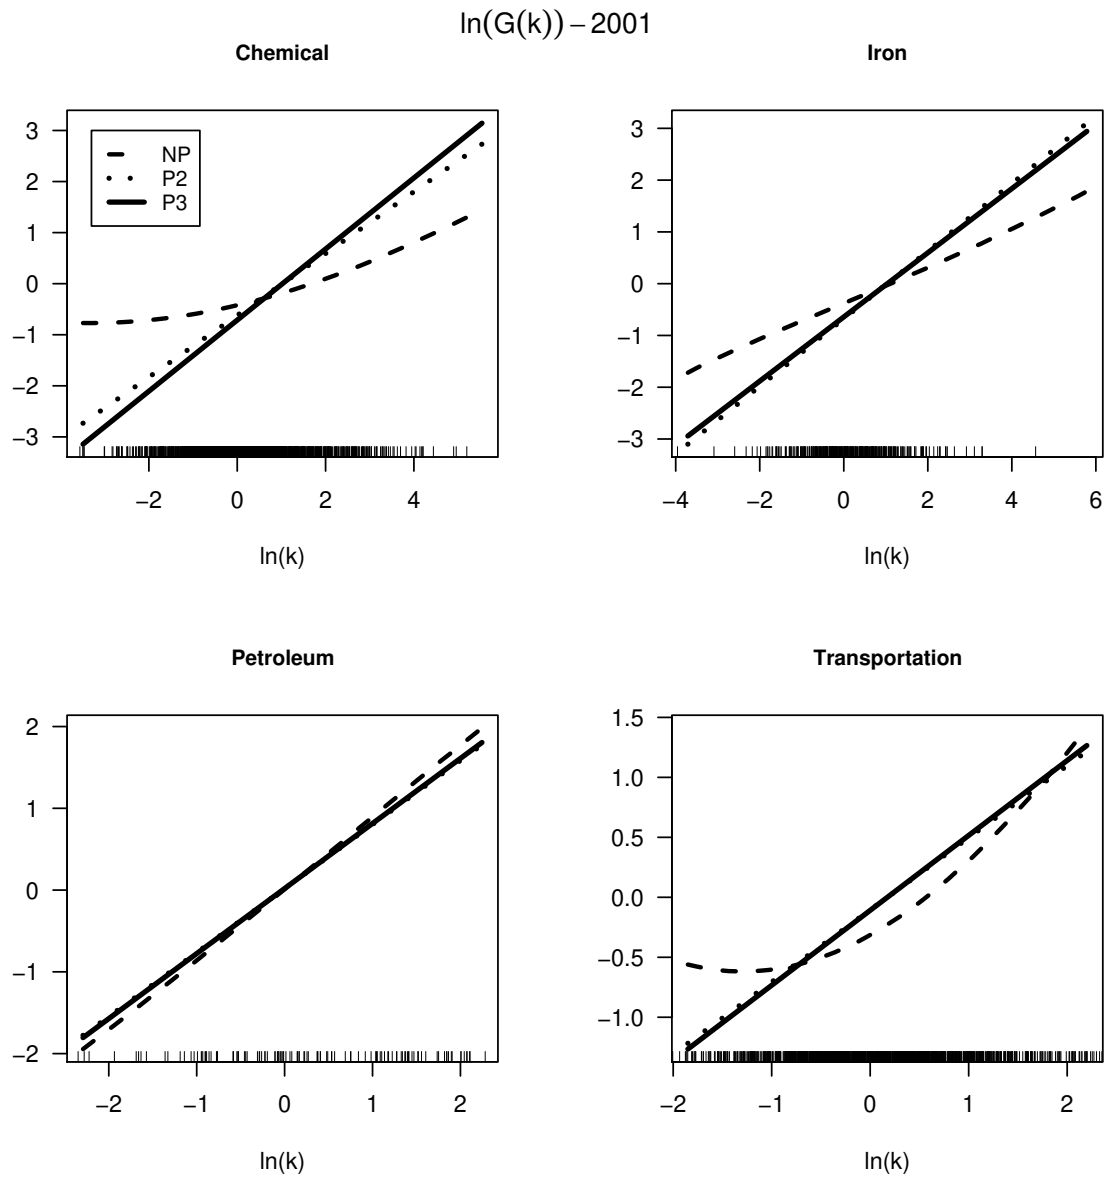 ln(G(k)) − 2001
Chemical
3
2
1
0
−1
−2
−3
NP
P2
P3
−2 0 2 4
ln(k)
Iron
3
2
1
0
−1
−2
−3
−4 −2 0 2 4 6
ln(k)
Petroleum
2
1
0
−1
−2
−2 −1 0 1 2
ln(k)
Transportation
1.5
1.0
0.5
0.0
−0.5
−1.0
−2 −1 0 1 2
ln(k)